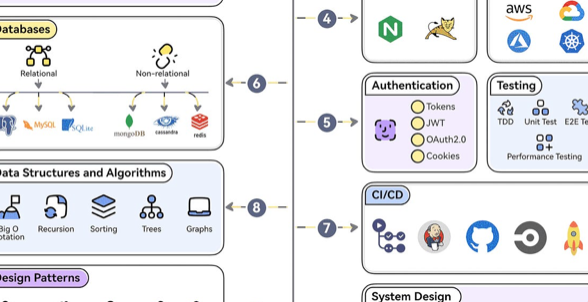 Databases
Relational
Non-relational
MySQL
SQLite
mongoDB
cassandra
redis
6
4
aws
5
Authentication
Tokens
JWT
OAuth2.0
Cookies
Testing
TDD
Unit Test
E2E Te
Performance Testing
ata Structures and Algorithms
Big O
otation
Recursion
Sorting
Trees
Graphs
8
7
CI/CD
esign Patterns
System Design